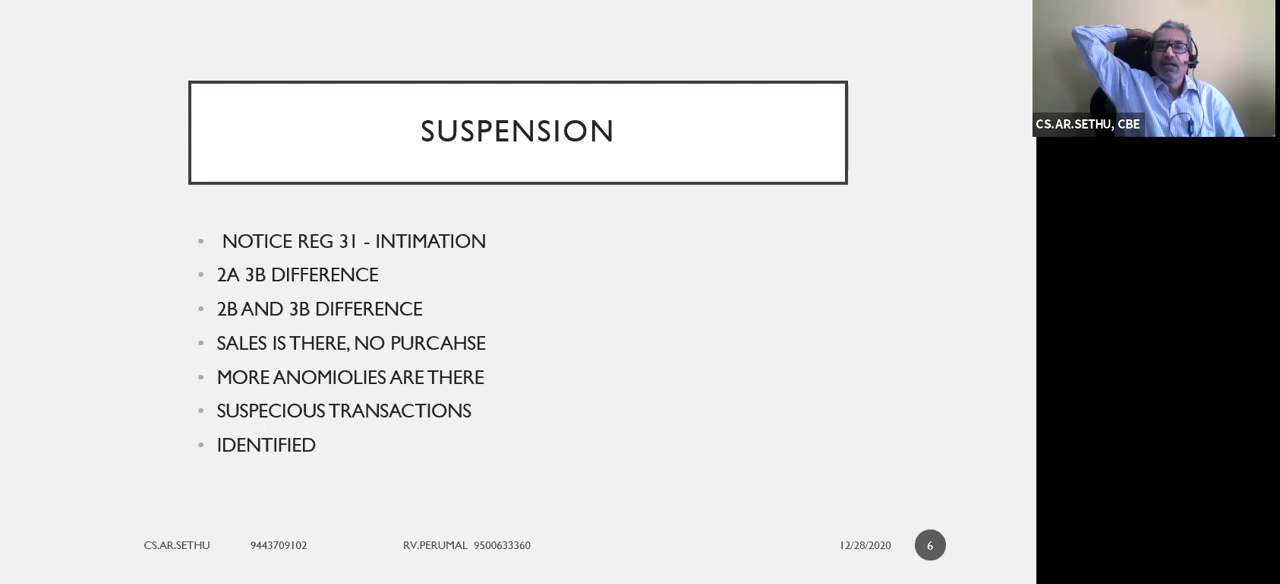 SUSPENSION
NOTICE REG 31 - INTIMATION
2A 3B DIFFERENCE
2B AND 3B DIFFERENCE
SALES IS THERE, NO PURCAHSE
MORE ANOMIOLIES ARE THERE
SUSPECIOUS TRANSACTIONS
IDENTIFIED
CS.AR.SETHU 9443709102 RV.PERUMAL 9500633360 12/28/2020 6
CS.AR.SETHU, CBE